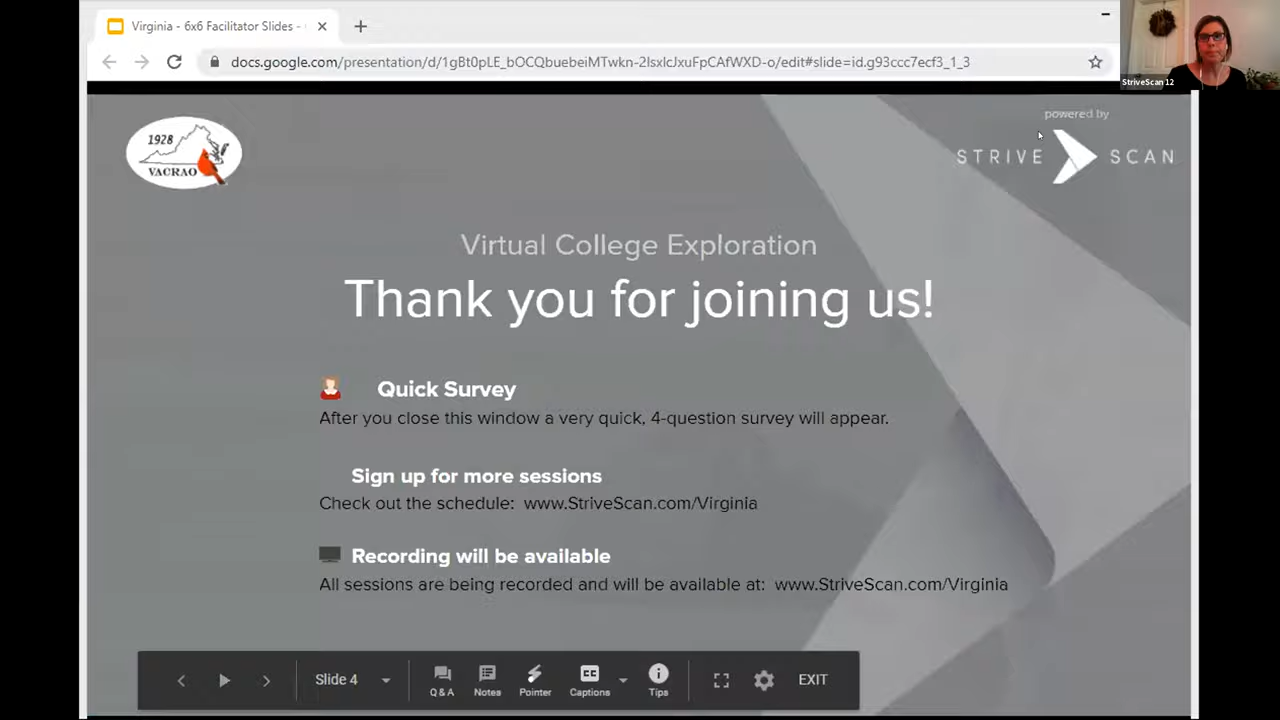 Virginia - 6x6 Facilitator Slides -
docs.google.com/presentation/d/1gBt0pLE_bOCQbuebeiMTwkn-2lsxlcJxuFpCAfWXD-o/edit#slide=id.g93ccc7ecf3_1_3
StriveScan 12
powered by
STRIVE SCAN
1928
VACRAO
Virtual College Exploration
Thank you for joining us!
Quick Survey
After you close this window a very quick, 4-question survey will appear.
Sign up for more sessions
Check out the schedule: www.StriveScan.com/Virginia
Recording will be available
All sessions are being recorded and will be available at: www.StriveScan.com/Virginia
Slide 4
Q & A
Notes
Pointer
Captions
Tips
EXIT